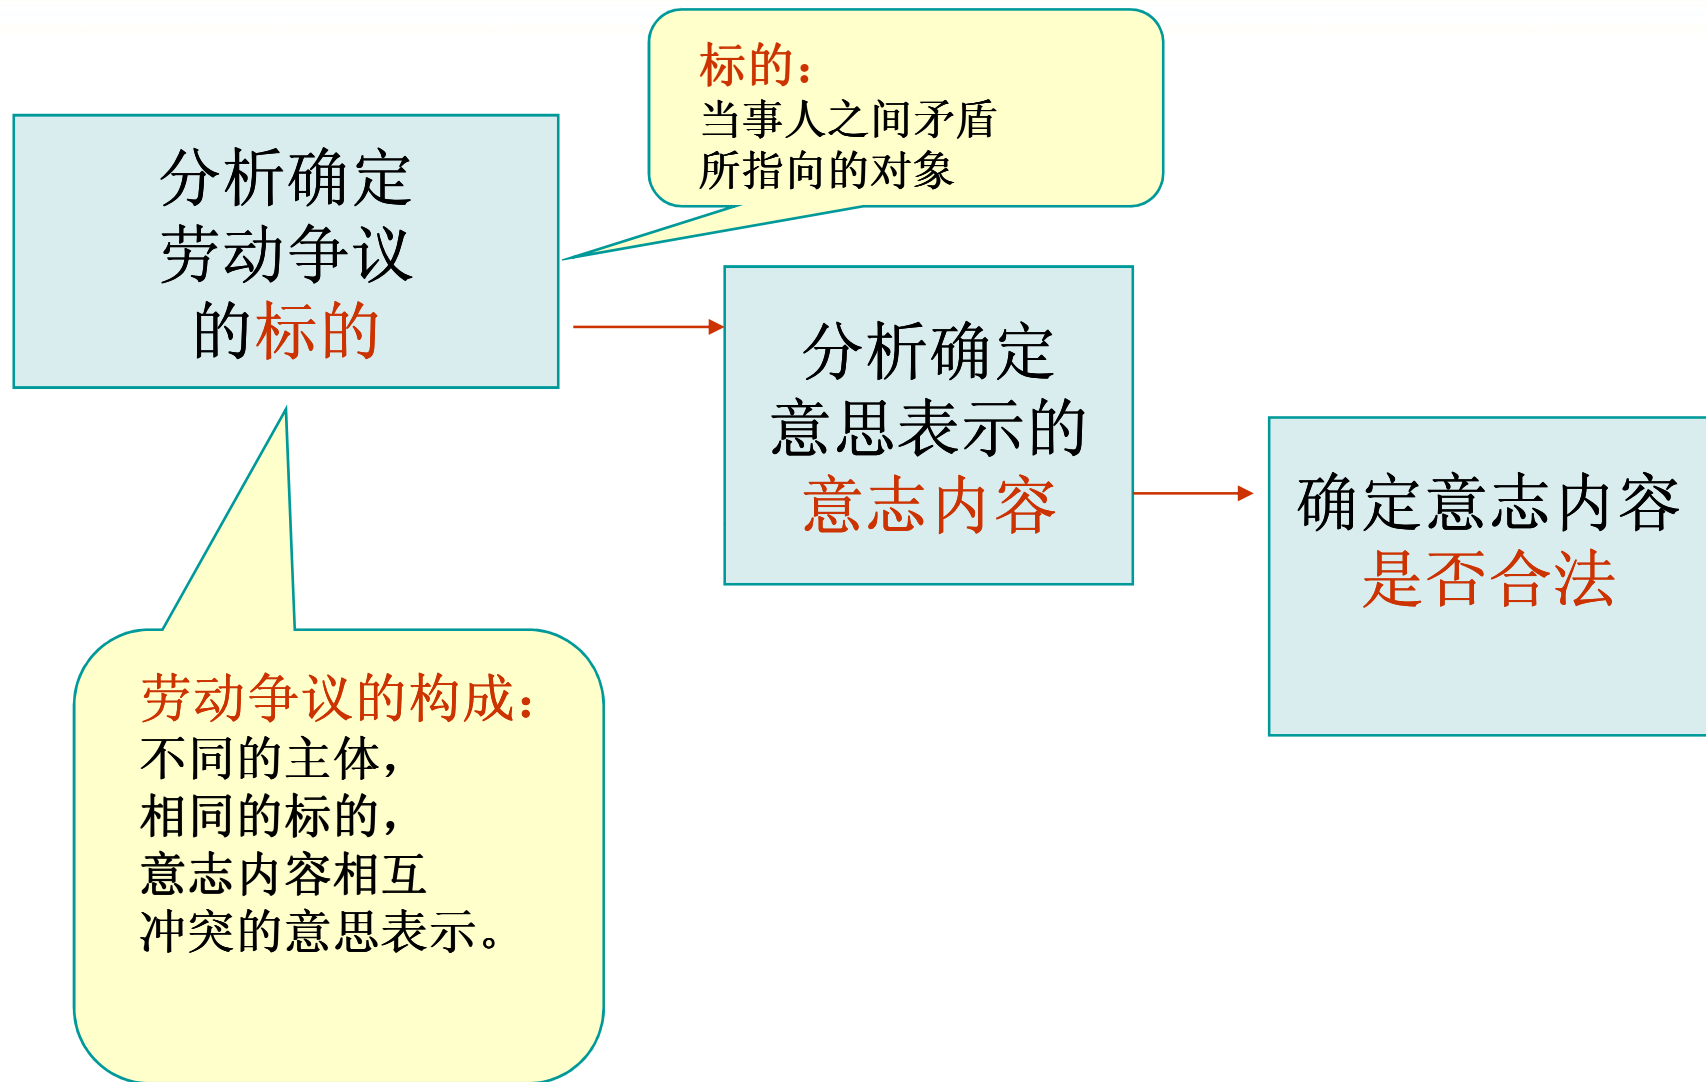 标的：
当事人之间矛盾
所指向的对象
分析确定
劳动争议
的标的
分析确定
意思表示的
意志内容
确定意志内容
是否合法
劳动争议的构成：
不同的主体，
相同的标的，
意志内容相互
冲突的意思表示。